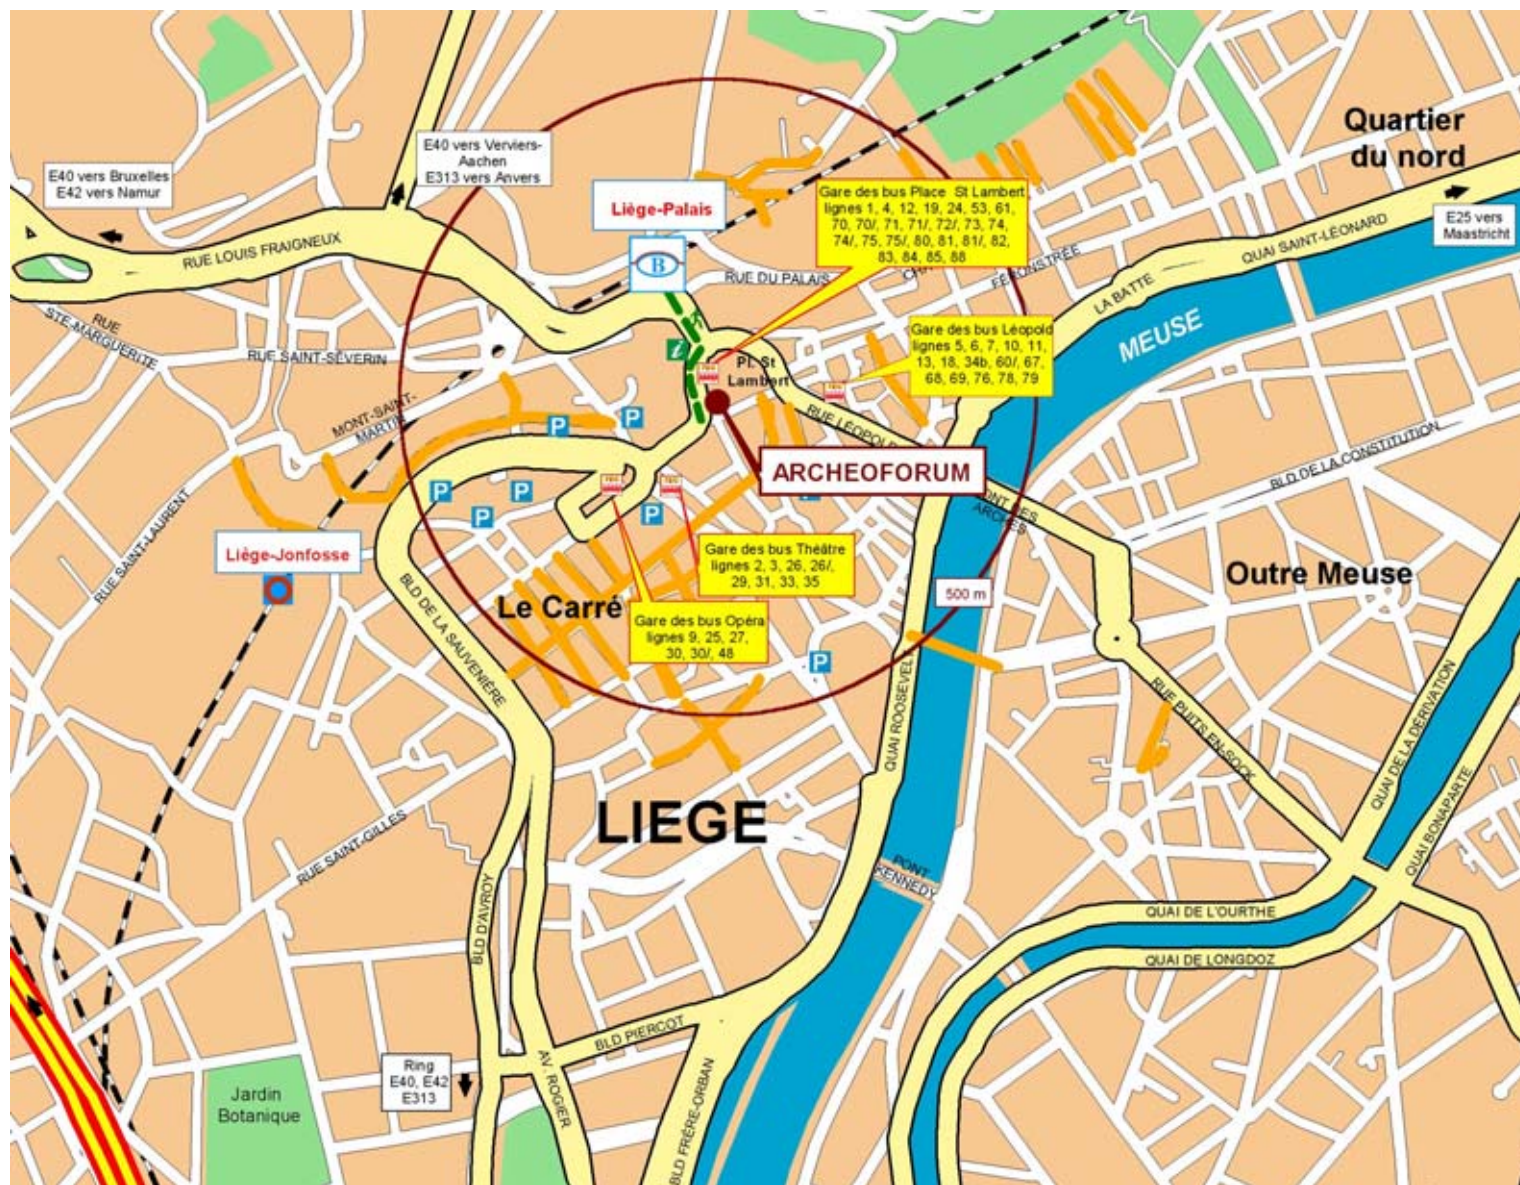 Quartier
du nord
E40 vers Verviers-
Aachen
E313 vers Anvers
E40 vers Bruxelles
E42 vers Namur
Liège-Palais
B
Gare des bus Place St Lambert
lignes 1, 4, 12, 19, 24, 53, 61,
70, 70/, 71, 71/, 72/, 73, 74,
74/, 75, 75/, 80, 81, 81/, 82,
83, 84, 85, 88
E25 vers
Maastricht
QUAI SAINT-LÉONARD
RUE LOUIS FRAIGNEUX
RUE DU PALAIS
FÉRONSTRÉE
LA BATTE
MEUSE
RUE
STE-MARGUERITE
RUE SAINT-SÉVERIN
i
Pl. St
Lambert
Gare des bus Léopold
lignes 5, 6, 7, 10, 11,
13, 18, 34b, 60/, 67,
68, 69, 76, 78, 79
MONT-SAINT-
MARTIN
P
P
RUE LÉOPOLD
BLD DE LA CONSTITUTION
ARCHEOFORUM
P
P
P
P
PONT DES
ARCHES
RUE SAINT-LAURENT
Liège-Jonfosse
Gare des bus Théâtre
lignes 2, 3, 26, 26/,
29, 31, 33, 35
Outre Meuse
500 m
Le Carré
Gare des bus Opéra
lignes 9, 25, 27,
30, 30/, 48
P
BLD DE LA SAUVENIÈRE
QUAI ROOSEVEL
RUE PUITS-EN-SOCK
QUAI DE LA DÉRIVATION
QUAI BONAPARTE
LIEGE
RUE SAINT-GILLES
PONT
KENNEDY
BLD D'AVROY
QUAI DE L'OURTHE
QUAI DE LONGDOZ
BLD PIERCOT
AV. ROGIER
BLD FRÈRE-ORBAN
Ring
E40, E42
E313
Jardin
Botanique